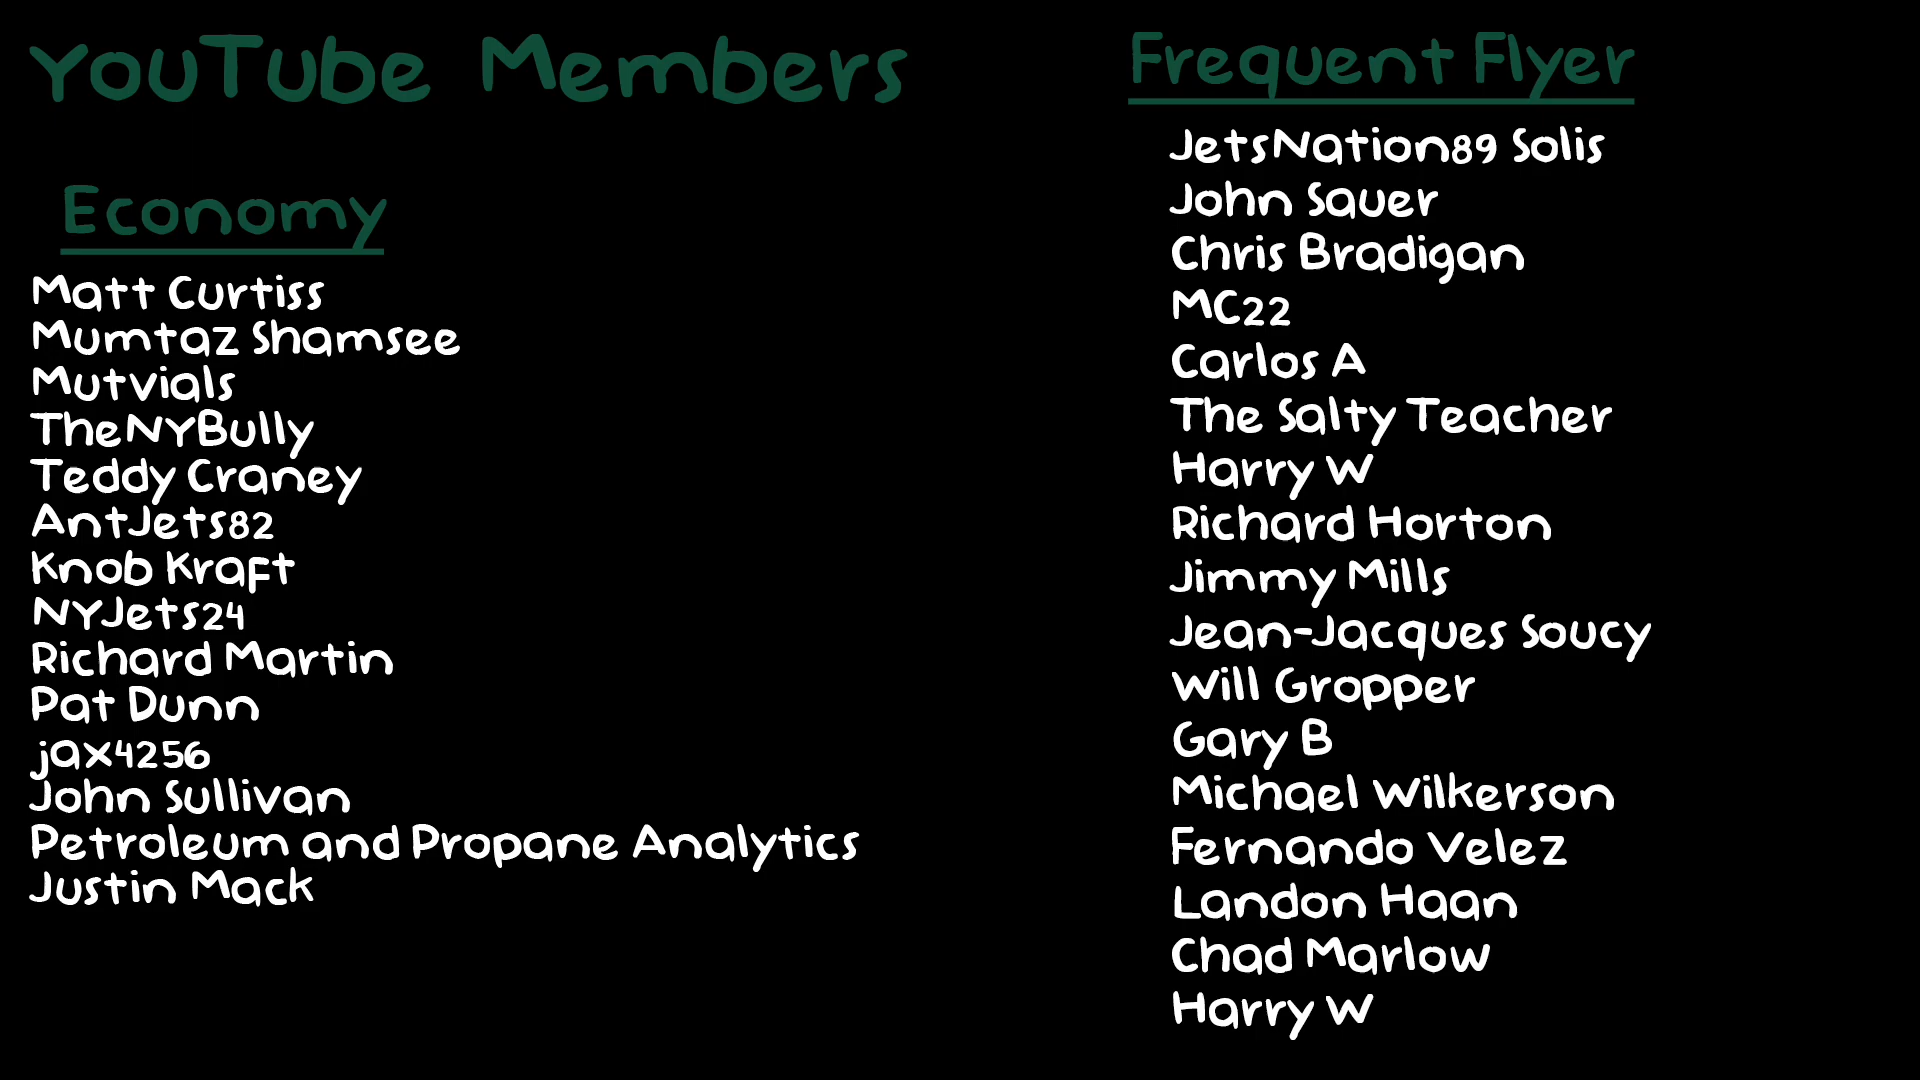 YouTube Members
Economy
Matt Curtiss
Mumtaz Shamsee
Mutvials
TheNYBully
Teddy Craney
AntJets82
Knob Kraft
NYJets24
Richard Martin
Pat Dunn
jax4256
John Sullivan
Petroleum and Propane Analytics
Justin Mack
Frequent Flyer
JetsNation89 Solis
John Sauer
Chris Bradigan
MC22
Carlos A
The Salty Teacher
Harry W
Richard Horton
Jimmy Mills
Jean-Jacques Soucy
Will Gropper
Gary B
Michael Wilkerson
Fernando Velez
Landon Haan
Chad Marlow
Harry W